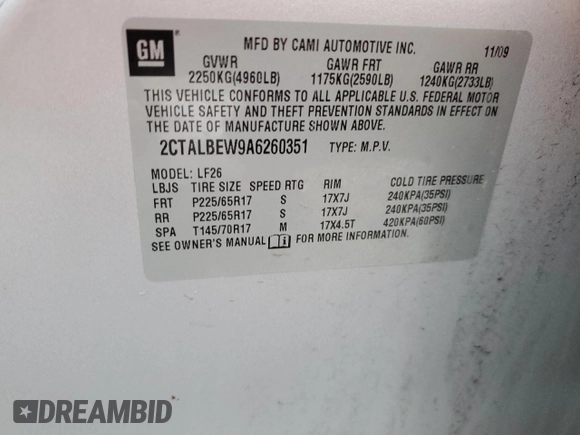 GM
MFD BY CAMI AUTOMOTIVE INC. 11/09
GVWR GAWR FRT GAWR RR
2250KG(4960LB) 1175KG(2590LB) 1240KG(2733LB)
THIS VEHICLE CONFORMS TO ALL APPLICABLE U.S. FEDERAL MOTOR
VEHICLE SAFETY AND THEFT PREVENTION STANDARDS IN EFFECT ON
THE DATE OF MANUFACTURE SHOWN ABOVE.
2CTALBEW9A6260351 TYPE: M.P.V.
MODEL: LF26
LBJS TIRE SIZE SPEED RTG RIM COLD TIRE PRESSURE
FRT P225/65R17 S 17X7J 240KPA(35PSI)
RR P225/65R17 S 17X7J 240KPA(35PSI)
SPA T145/70R17 M 17X4.5T 420KPA(60PSI)
SEE OWNER'S MANUAL FOR MORE INFORMATION.
DREAMBID